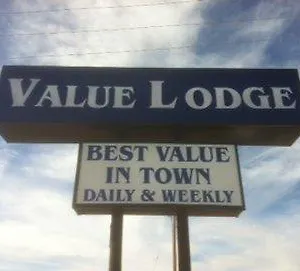 VALUE LODGE
BEST VALUE
IN TOWN
DAILY & WEEKLY